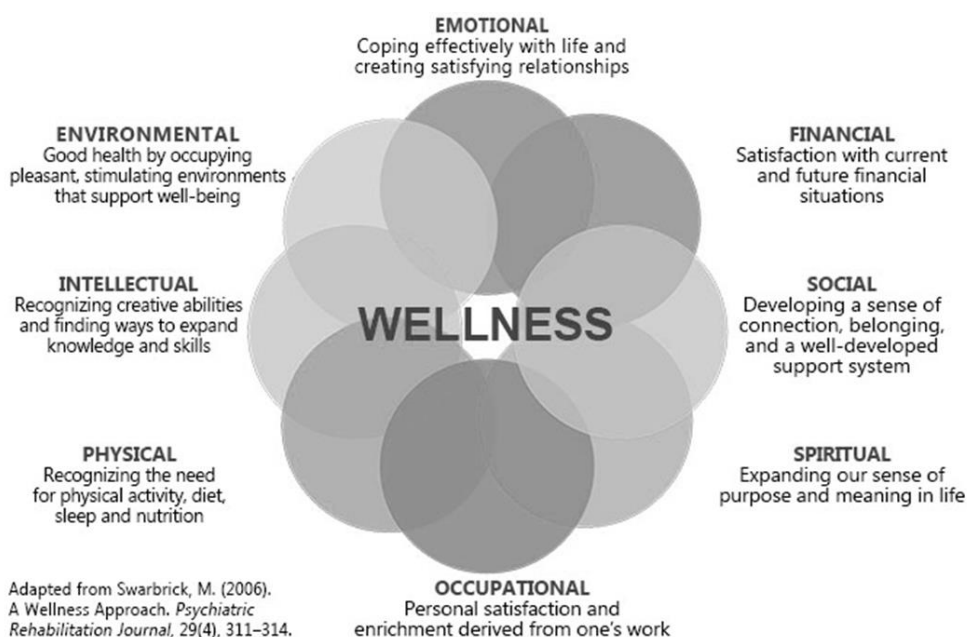 EMOTIONAL
Coping effectively with life and
creating satisfying relationships
ENVIRONMENTAL
Good health by occupying
pleasant, stimulating environments
that support well-being
FINANCIAL
Satisfaction with current
and future financial
situations
INTELLECTUAL
Recognizing creative abilities
and finding ways to expand
knowledge and skills
WELLNESS
SOCIAL
Developing a sense of
connection, belonging,
and a well-developed
support system
PHYSICAL
Recognizing the need
for physical activity, diet,
sleep and nutrition
SPIRITUAL
Expanding our sense of
purpose and meaning in life
OCCUPATIONAL
Personal satisfaction and
enrichment derived from one's work
Adapted from Swarbrick, M. (2006).
A Wellness Approach. Psychiatric
Rehabilitation Journal, 29(4), 311–314.